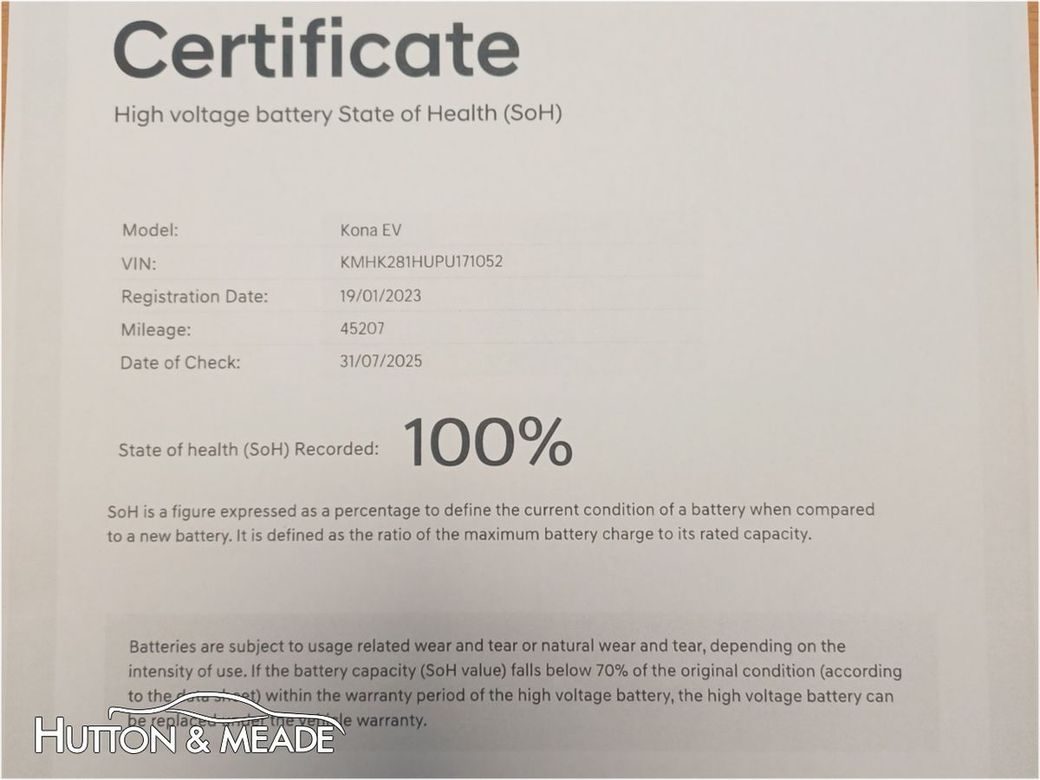 Certificate
High voltage battery State of Health (SoH)
Model: Kona EV
VIN: KMHK281HUPU171052
Registration Date: 19/01/2023
Mileage: 45207
Date of Check: 31/07/2025
State of health (SoH) Recorded: 100%
SoH is a figure expressed as a percentage to define the current condition of a battery when compared
to a new battery. It is defined as the ratio of the maximum battery charge to its rated capacity.
Batteries are subject to usage related wear and tear or natural wear and tear, depending on the
intensity of use. If the battery capacity (SoH value) falls below 70% of the original condition (according
to the data sheet) within the warranty period of the high voltage battery, the high voltage battery can
be replaced under the vehicle warranty.
HUTTON & MEADE